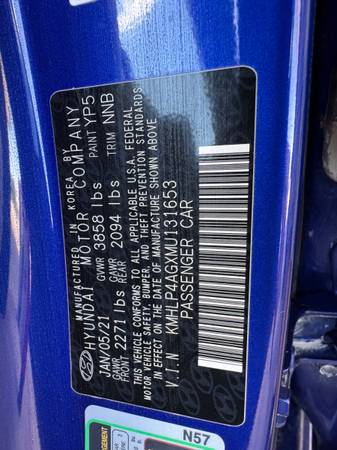 MANUFACTURED IN KOREA BY
HYUNDAI MOTOR COMPANY
JAN/05/21 GVWR 3658 lbs PAINT YP5
GAWR FRONT 2271 lbs GAWR REAR 2094 lbs TRIM NNB
THIS VEHICLE CONFORMS TO ALL APPLICABLE U.S.A. FEDERAL
MOTOR VEHICLE SAFETY, BUMPER, AND THEFT PREVENTION STANDARDS
IN EFFECT ON THE DATE OF MANUFACTURE SHOWN ABOVE.
V.I.N KMHLP4AGXMU131653
PASSENGER CAR
N57